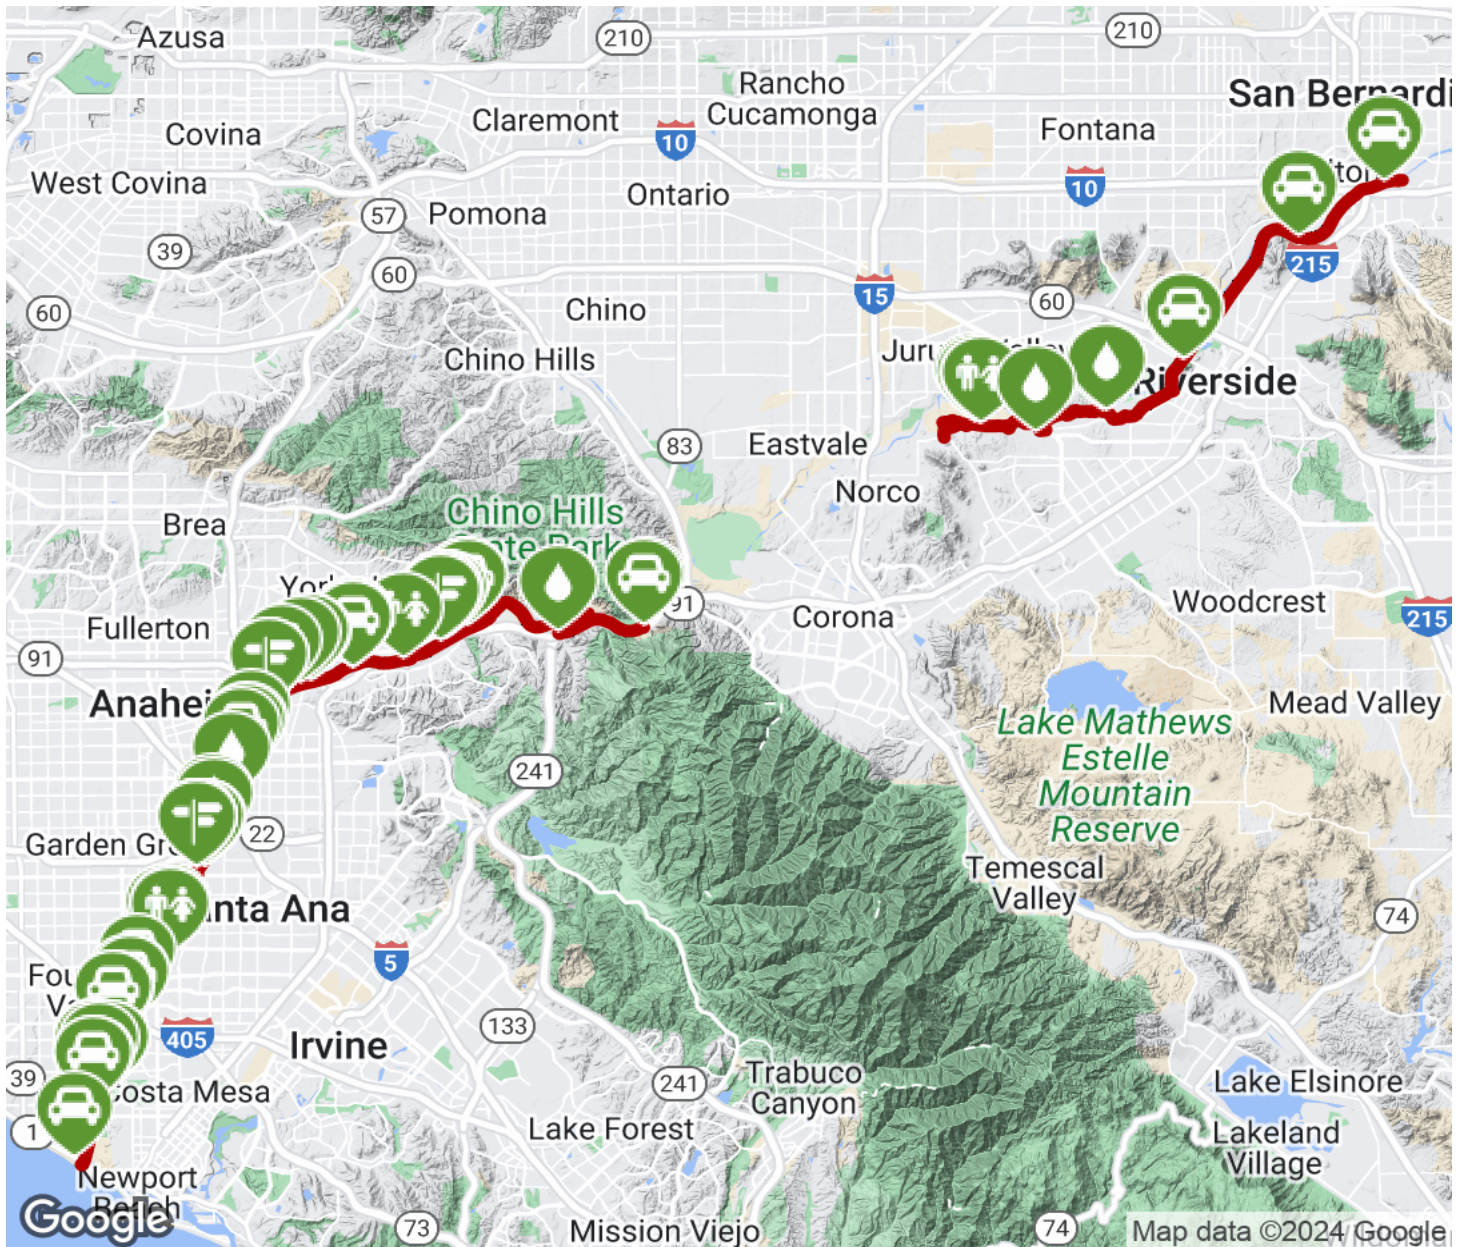 Azusa
210
210
Rancho
Cucamonga
San Bernardi
Covina
Claremont
10
Fontana
West Covina
Ontario
10
57
Pomona
39
215
60
60
15
60
Chino
Chino Hills
Riverside
83
Eastvale
Norco
Chino Hills
Brea
Fullerton
91
Corona
Woodcrest
215
91
Mead Valley
Lake Mathews
Estelle
Mountain
Reserve
241
22
Temescal
Valley
74
5
133
405
Irvine
39
Costa Mesa
241
Trabuco
Canyon
Lake Elsinore
1
Lake Forest
Lakeland
Village
Newport
Beach
Google
73
Mission Viejo
74
Map data ©2024 Google